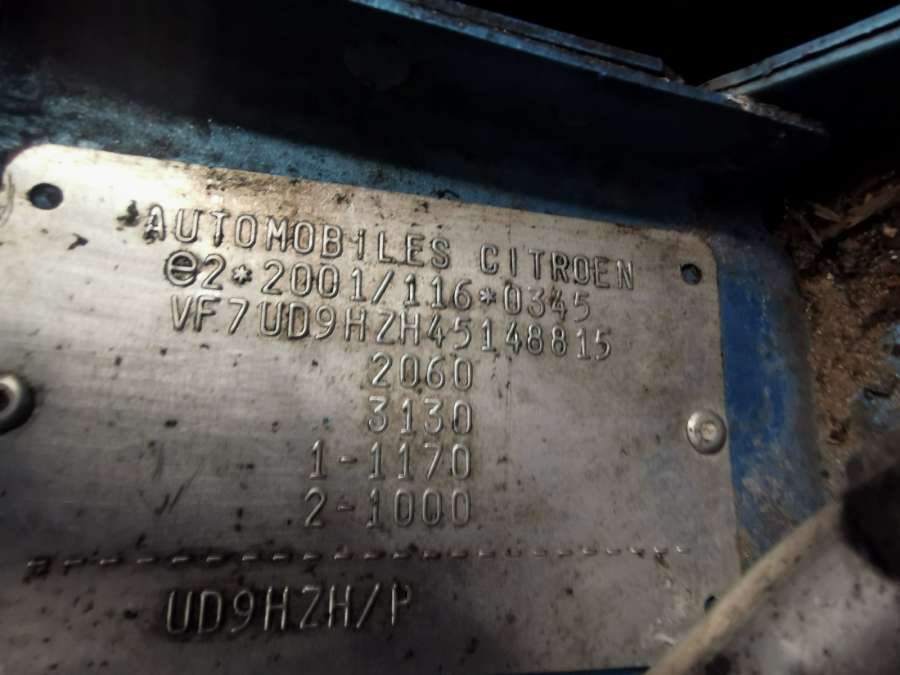 AUTOMOBiLES CITROEN
e2*2001/116*0345
VF7UD9HZH45148815
2060
3130
1-1170
2-1000
UD9HZH/P